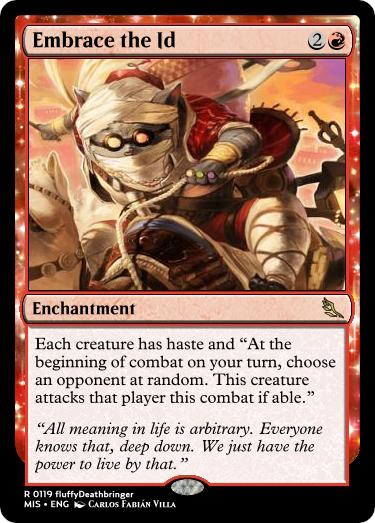 Embrace the Id 2
Enchantment
Each creature has haste and “At the
beginning of combat on your turn, choose
an opponent at random. This creature
attacks that player this combat if able.”
“All meaning in life is arbitrary. Everyone
knows that, deep down. We just have the
power to live by that.”
R 0119 fluffyDeathbringer
MIS • ENG Carlos Fabián Villa